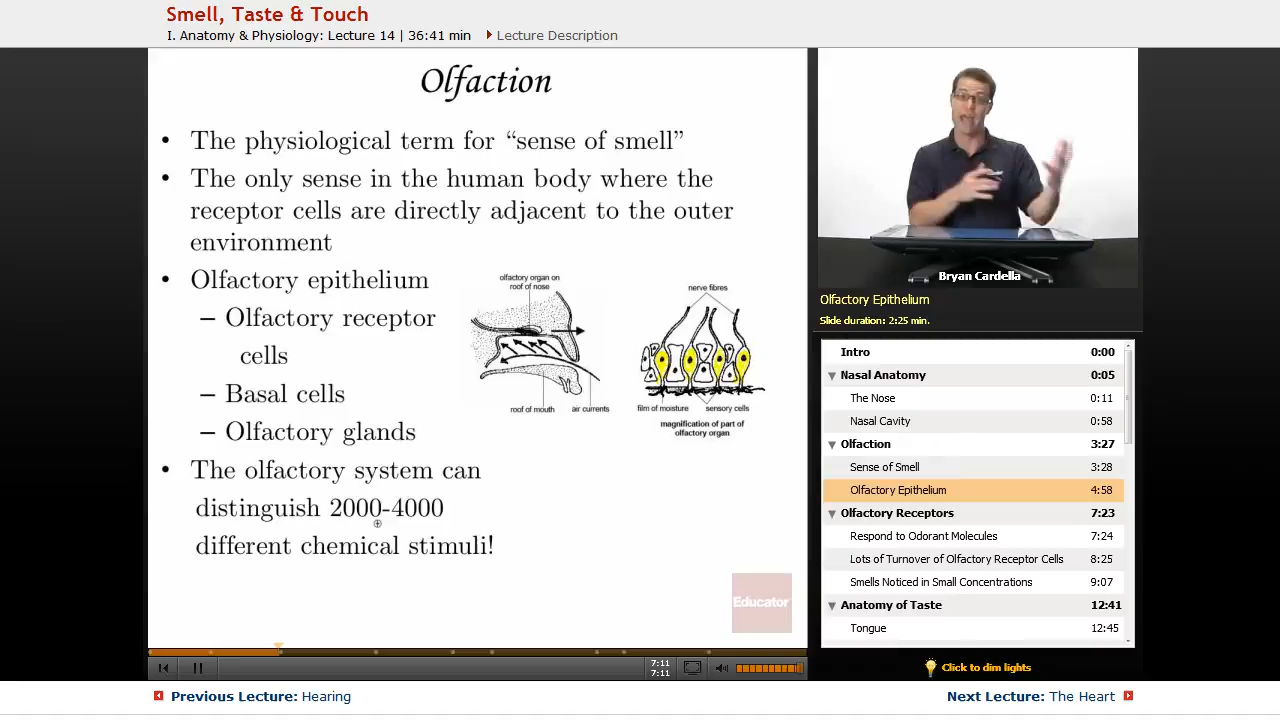 Smell, Taste & Touch
I. Anatomy & Physiology: Lecture 14 | 36:41 min
Lecture Description
Olfaction
• The physiological term for “sense of smell”
• The only sense in the human body where the
receptor cells are directly adjacent to the outer
environment
• Olfactory epithelium
– Olfactory receptor
cells
– Basal cells
– Olfactory glands
• The olfactory system can
distinguish 2000-4000
different chemical stimuli!
olfactory organ on
roof of nose
roof of mouth
air currents
nerve fibres
film of moisture
sensory cells
magnification of part of
olfactory organ
Educator
Bryan Cardella
Olfactory Epithelium
Slide duration: 2:25 min.
Intro 0:00
Nasal Anatomy 0:05
The Nose 0:11
Nasal Cavity 0:58
Olfaction 3:27
Sense of Smell 3:28
Olfactory Epithelium 4:58
Olfactory Receptors 7:23
Respond to Odorant Molecules 7:24
Lots of Turnover of Olfactory Receptor Cells 8:25
Smells Noticed in Small Concentrations 9:07
Anatomy of Taste 12:41
Tongue 12:45
7:11
7:11
Click to dim lights
Previous Lecture: Hearing
Next Lecture: The Heart